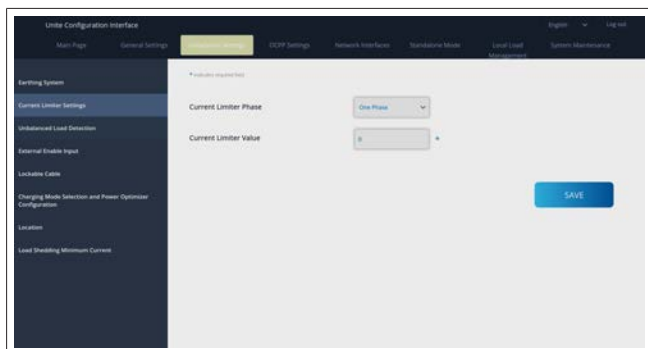 Unite Configuration Interface
English
Log out
Main Page
General Settings
Installation Settings
OCPP Settings
Network Interfaces
Standalone Mode
Local Load
Management
System Maintenance
* indicates required field
Earthing System
Current Limiter Settings
Current Limiter Phase
One Phase
Unbalanced Load Detection
Current Limiter Value
*
External Enable Input
Lockable Cable
Charging Mode Selection and Power Optimizer
Configuration
SAVE
Location
Load Shedding Minimum Current